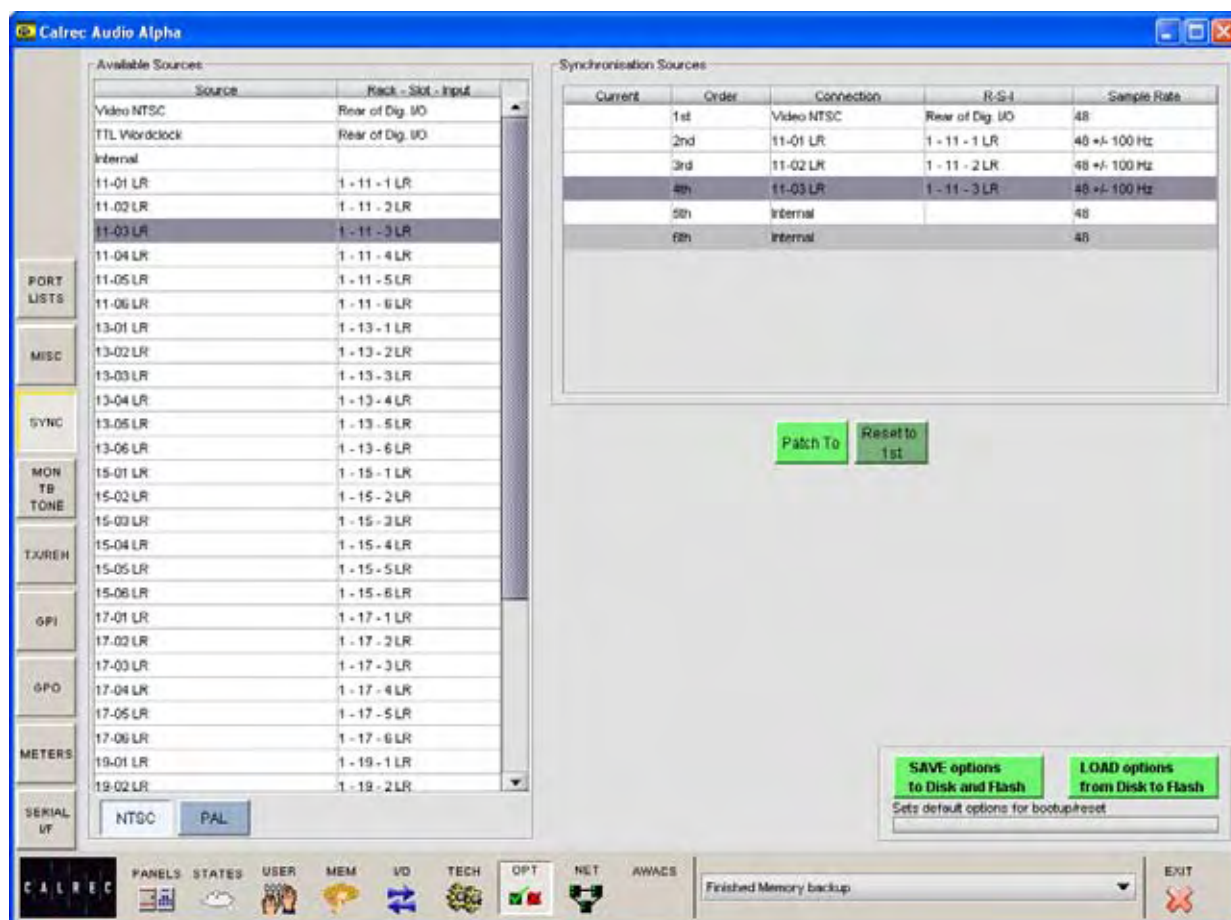 Calrec Audio Alpha
Available Sources
Source Rack - Slot - Input
Video NTSC Rear of Dig. I/O
TTL Wordclock Rear of Dig. I/O
Internal
11-01 LR 1 - 11 - 1 LR
11-02 LR 1 - 11 - 2 LR
11-03 LR 1 - 11 - 3 LR
11-04 LR 1 - 11 - 4 LR
11-05 LR 1 - 11 - 5 LR
11-06 LR 1 - 11 - 6 LR
13-01 LR 1 - 13 - 1 LR
13-02 LR 1 - 13 - 2 LR
13-03 LR 1 - 13 - 3 LR
13-04 LR 1 - 13 - 4 LR
13-05 LR 1 - 13 - 5 LR
13-06 LR 1 - 13 - 6 LR
15-01 LR 1 - 15 - 1 LR
15-02 LR 1 - 15 - 2 LR
15-03 LR 1 - 15 - 3 LR
15-04 LR 1 - 15 - 4 LR
15-05 LR 1 - 15 - 5 LR
15-06 LR 1 - 15 - 6 LR
17-01 LR 1 - 17 - 1 LR
17-02 LR 1 - 17 - 2 LR
17-03 LR 1 - 17 - 3 LR
17-04 LR 1 - 17 - 4 LR
17-05 LR 1 - 17 - 5 LR
17-06 LR 1 - 17 - 6 LR
19-01 LR 1 - 19 - 1 LR
19-02 LR 1 - 19 - 2 LR
NTSC PAL
Synchronisation Sources
Current Order Connection R-S-I Sample Rate
1st Video NTSC Rear of Dig. I/O 48
2nd 11-01 LR 1 - 11 - 1 LR 48 +/- 100 Hz
3rd 11-02 LR 1 - 11 - 2 LR 48 +/- 100 Hz
4th 11-03 LR 1 - 11 - 3 LR 48 +/- 100 Hz
5th Internal 48
6th Internal 48
Patch To
Reset to
1st
PORT
LISTS
MISC
SYNC
MON
TB
TONE
TX/REH
GPI
GPO
METERS
SERIAL
I/F
SAVE options
to Disk and Flash
LOAD options
from Disk to Flash
Sets default options for bootup/reset
CALREC
PANELS STATES USER MEM I/O TECH OPT NET AWACS
Finished Memory backup
EXIT